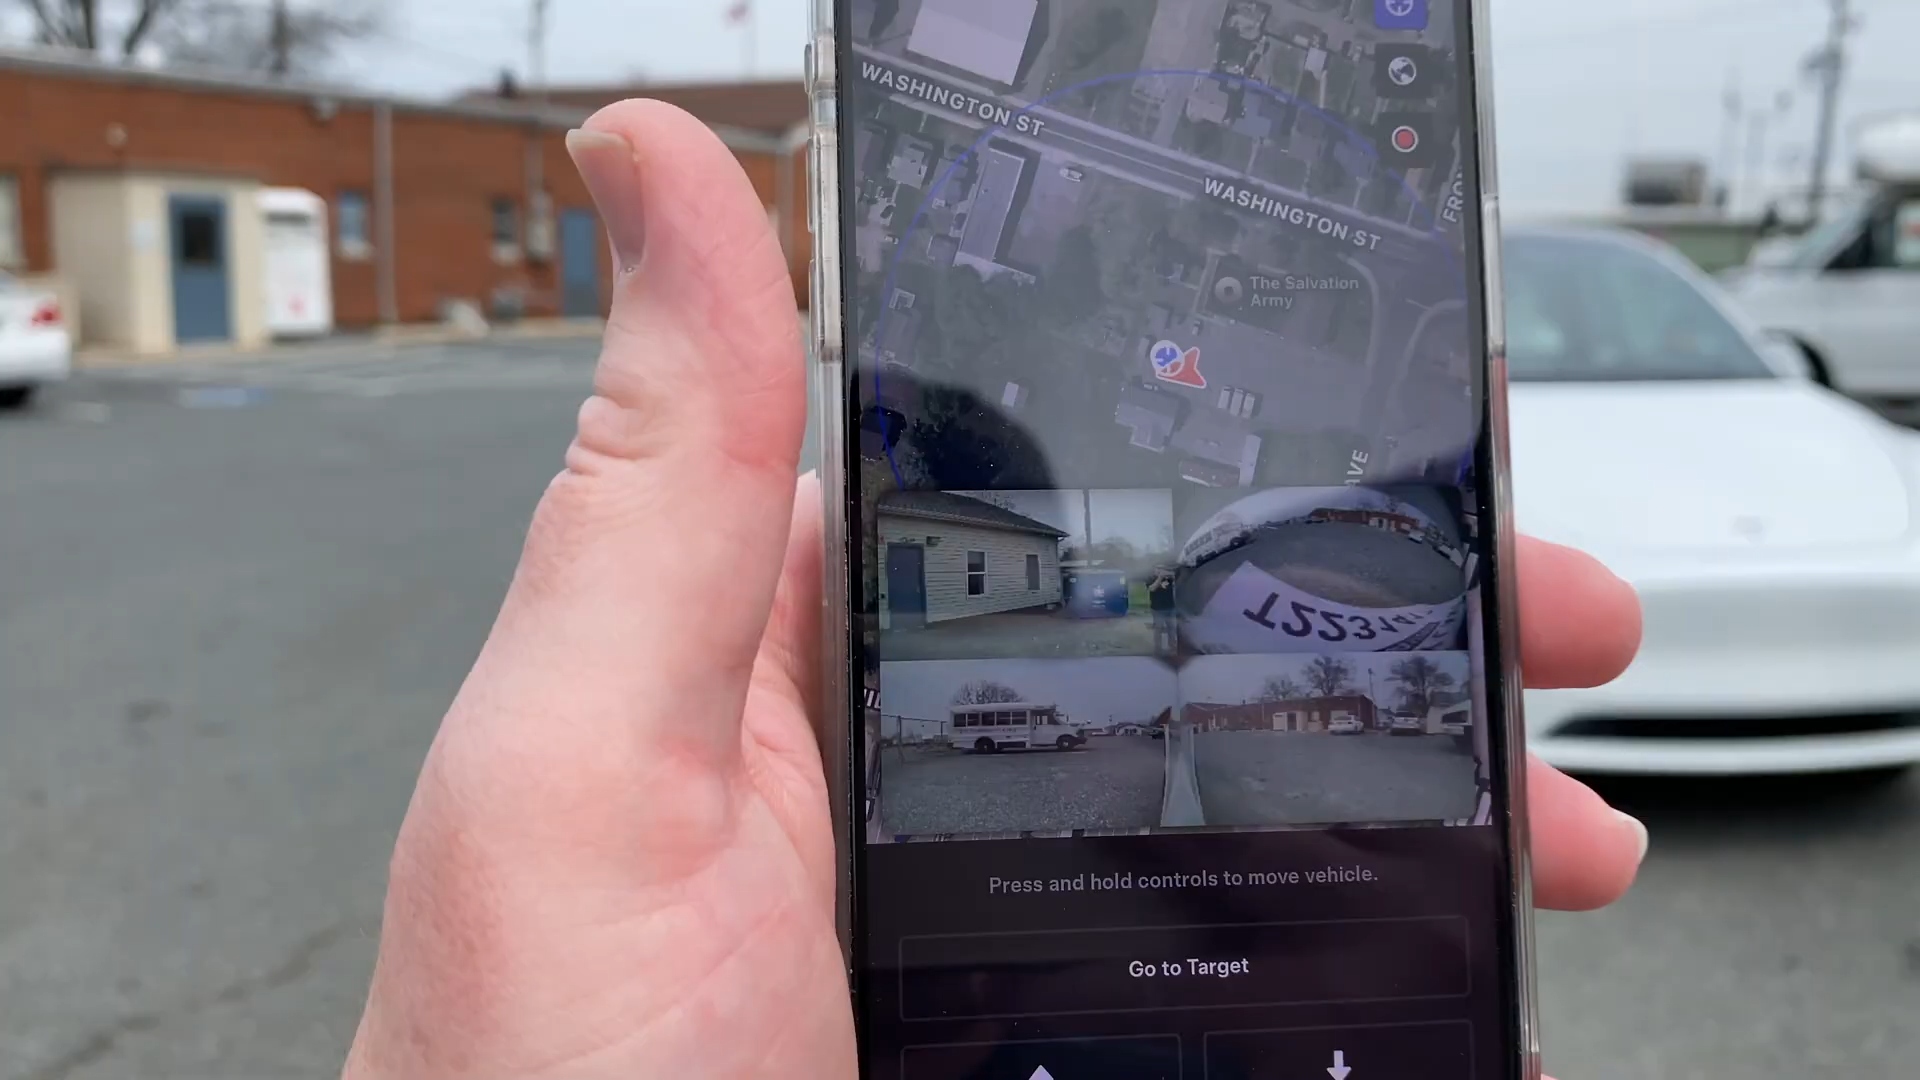 WASHINGTON ST
WASHINGTON ST
The Salvation
Army
AVE
Press and hold controls to move vehicle.
Go to Target